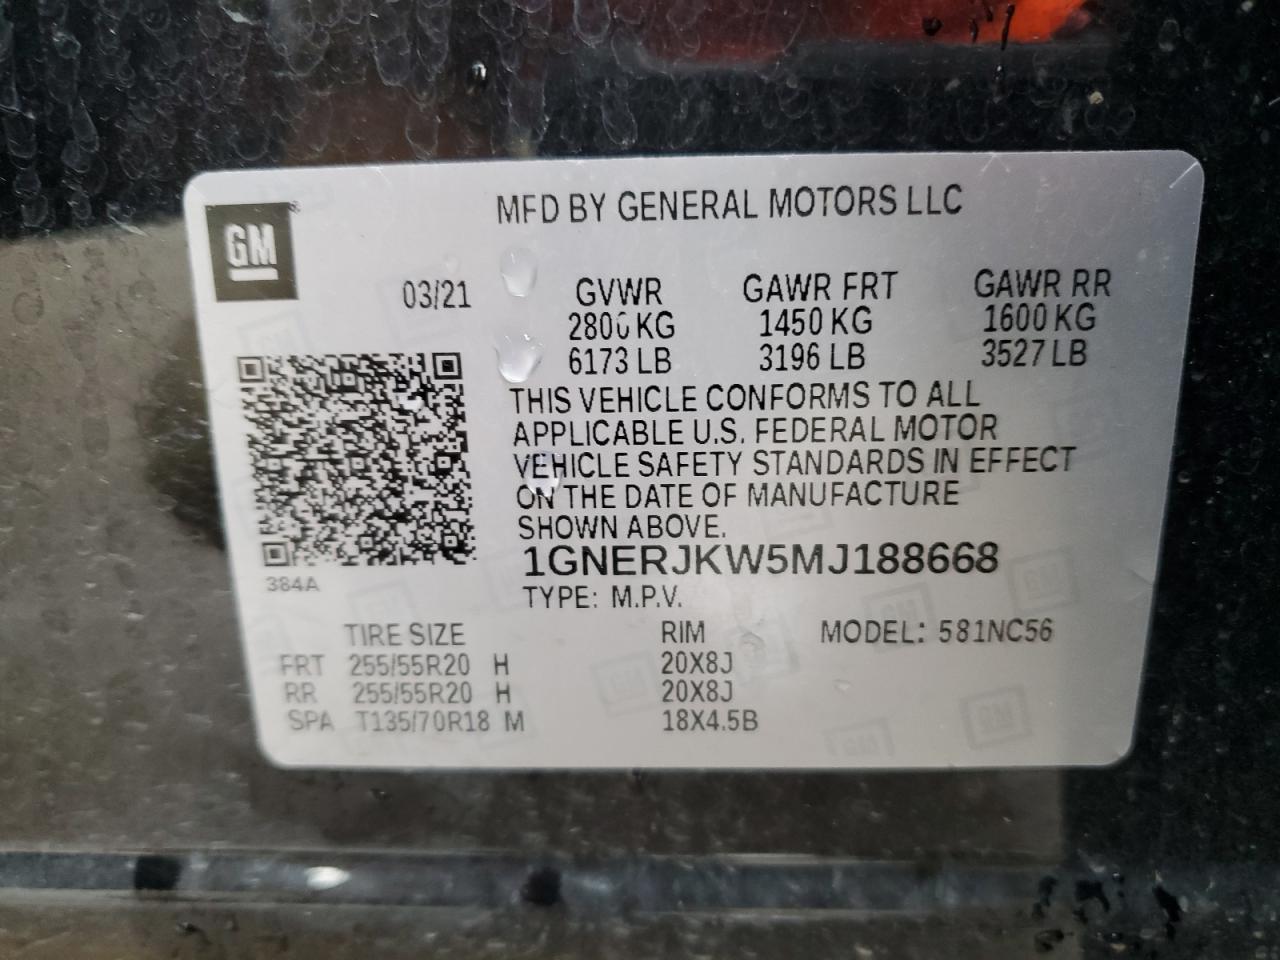 GM
MFD BY GENERAL MOTORS LLC
03/21
GVWR GAWR FRT GAWR RR
2800 KG 1450 KG 1600 KG
6173 LB 3196 LB 3527 LB
THIS VEHICLE CONFORMS TO ALL
APPLICABLE U.S. FEDERAL MOTOR
VEHICLE SAFETY STANDARDS IN EFFECT
ON THE DATE OF MANUFACTURE
SHOWN ABOVE.
1GNERJKW5MJ188668
384A
TYPE: M.P.V.
TIRE SIZE RIM MODEL: 581NC56
FRT 255/55R20 H 20X8J
RR 255/55R20 H 20X8J
SPA T135/70R18 M 18X4.5B